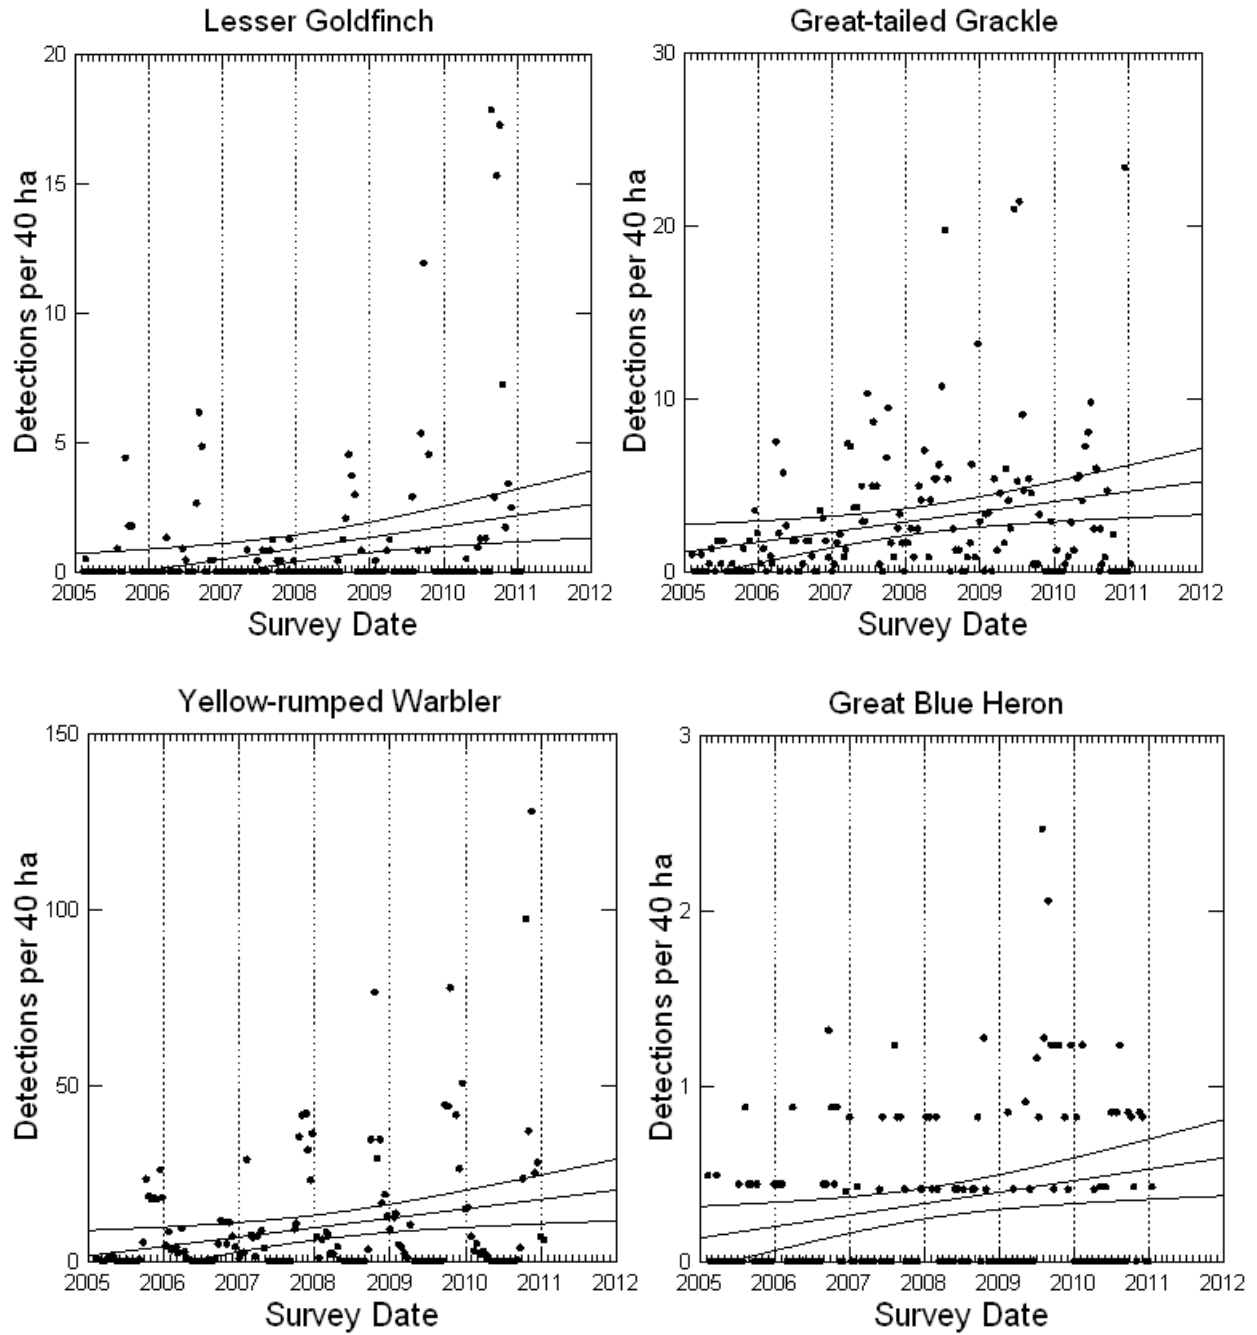 Lesser Goldfinch
20
15
10
5
0
Detections per 40 ha
2005 2006 2007 2008 2009 2010 2011 2012
Survey Date
Great-tailed Grackle
30
20
10
0
Detections per 40 ha
2005 2006 2007 2008 2009 2010 2011 2012
Survey Date
Yellow-rumped Warbler
150
100
50
0
Detections per 40 ha
2005 2006 2007 2008 2009 2010 2011 2012
Survey Date
Great Blue Heron
3
2
1
0
Detections per 40 ha
2005 2006 2007 2008 2009 2010 2011 2012
Survey Date